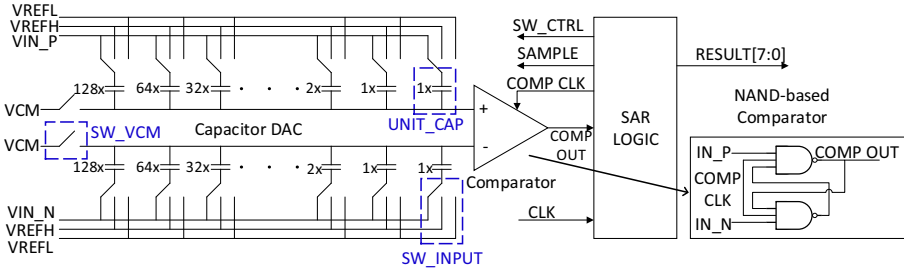 VREFL
VREFH
VIN_P
128x 64x 32x · · · 2x 1x 1x
VCM
UNIT_CAP
Capacitor DAC
VCM
SW_VCM
128x 64x 32x · · · 2x 1x 1x
VIN_N
VREFH
VREFL
SW_INPUT
+
-
Comparator
SW_CTRL
SAMPLE
COMP CLK
COMP
OUT
CLK
SAR
LOGIC
RESULT[7:0]
NAND-based
Comparator
IN_P
COMP OUT
COMP
CLK
IN_N